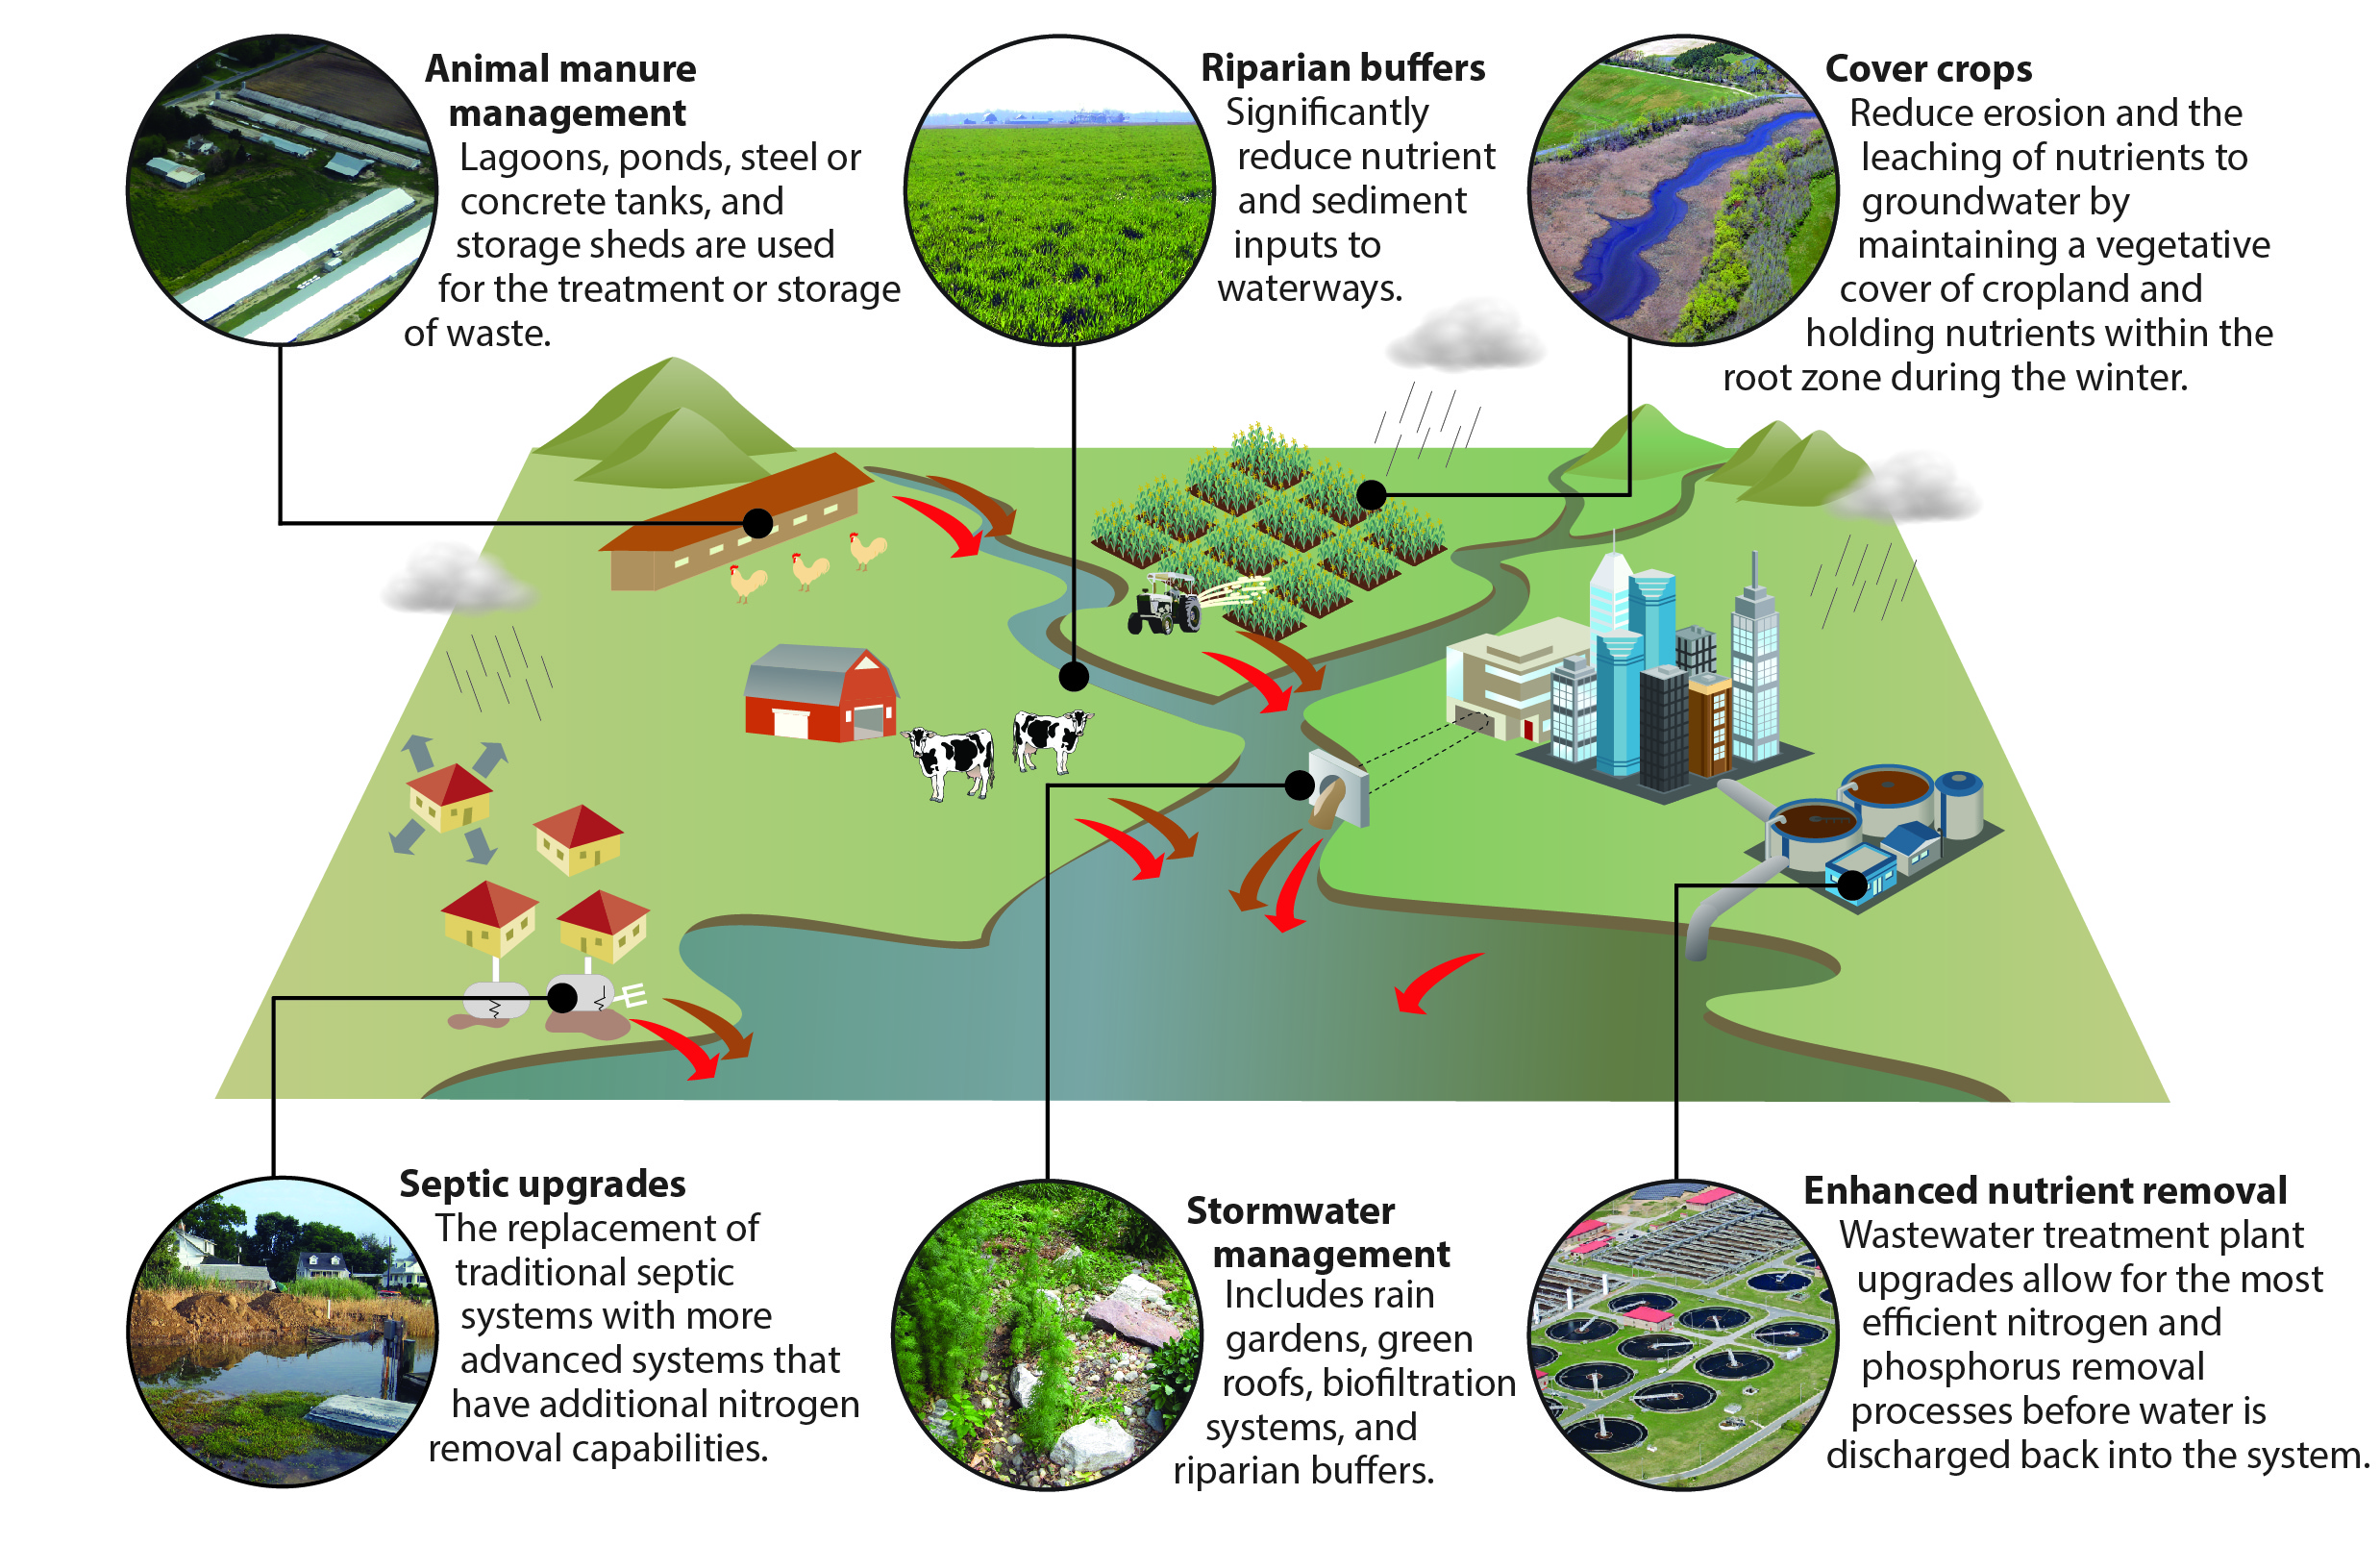 Animal manure
management
Lagoons, ponds, steel or
concrete tanks, and
storage sheds are used
for the treatment or storage
of waste.
Riparian buffers
Significantly
reduce nutrient
and sediment
inputs to
waterways.
Cover crops
Reduce erosion and the
leaching of nutrients to
groundwater by
maintaining a vegetative
cover of cropland and
holding nutrients within the
root zone during the winter.
Septic upgrades
The replacement of
traditional septic
systems with more
advanced systems that
have additional nitrogen
removal capabilities.
Stormwater
management
Includes rain
gardens, green
roofs, biofiltration
systems, and
riparian buffers.
Enhanced nutrient removal
Wastewater treatment plant
upgrades allow for the most
efficient nitrogen and
phosphorus removal
processes before water is
discharged back into the system.